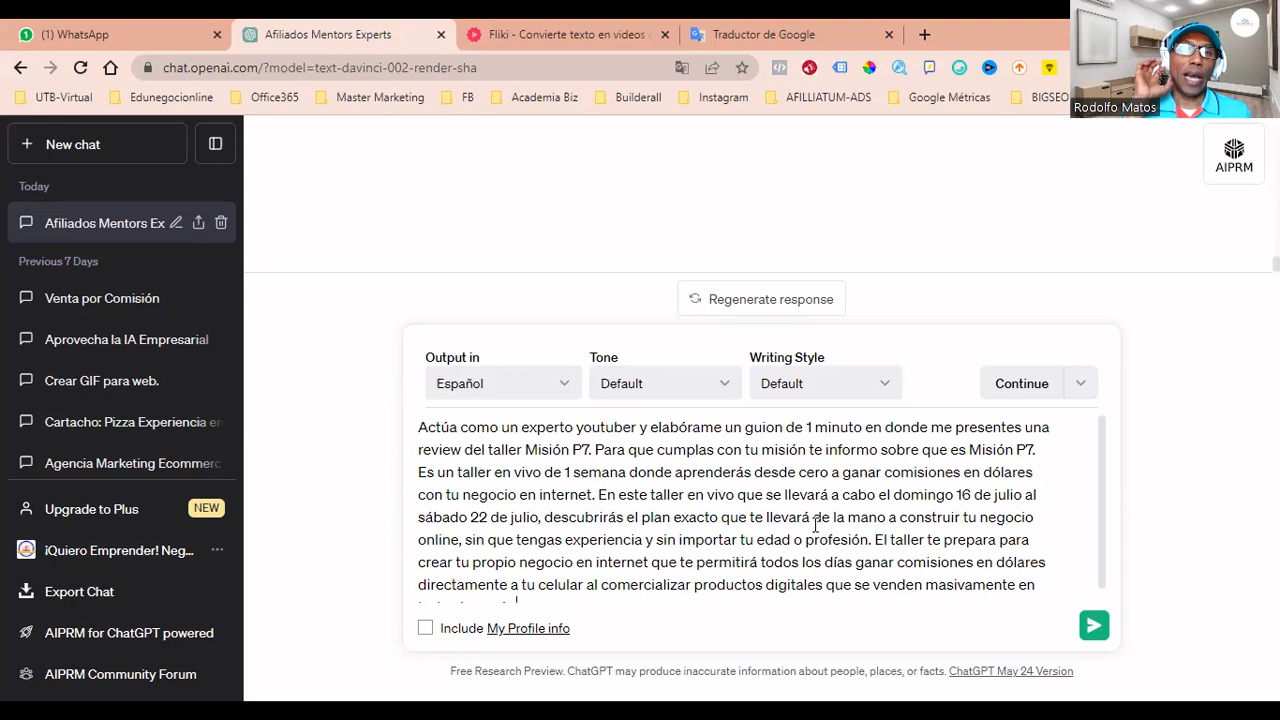 (1) WhatsApp
Afiliados Mentors Experts
Fliki - Convierte texto en videos c
Traductor de Google
chat.openai.com/?model=text-davinci-002-render-sha
UTB-Virtual
Edunegocionline
Office365
Master Marketing
FB
Academia Biz
Builderall
Instagram
AFILLIATUM-ADS
Google Métricas
BIGSEO
Rodolfo Matos
New chat
Today
Afiliados Mentors Ex
Previous 7 Days
Venta por Comisión
Aprovecha la IA Empresarial
Crear GIF para web.
Cartacho: Pizza Experiencia en
Agencia Marketing Ecommerc
Upgrade to Plus
NEW
¡Quiero Emprender! Neg...
Export Chat
AIPRM for ChatGPT powered
AIPRM Community Forum
AIPRM
Regenerate response
Output in
Tone
Writing Style
Español
Default
Default
Continue
Actúa como un experto youtuber y elabórame un guion de 1 minuto en donde me presentes una
review del taller Misión P7. Para que cumplas con tu misión te informo sobre que es Misión P7.
Es un taller en vivo de 1 semana donde aprenderás desde cero a ganar comisiones en dólares
con tu negocio en internet. En este taller en vivo que se llevará a cabo el domingo 16 de julio al
sábado 22 de julio, descubrirás el plan exacto que te llevará de la mano a construir tu negocio
online, sin que tengas experiencia y sin importar tu edad o profesión. El taller te prepara para
crear tu propio negocio en internet que te permitirá todos los días ganar comisiones en dólares
directamente a tu celular al comercializar productos digitales que se venden masivamente en
Include My Profile info
Free Research Preview. ChatGPT may produce inaccurate information about people, places, or facts. ChatGPT May 24 Version